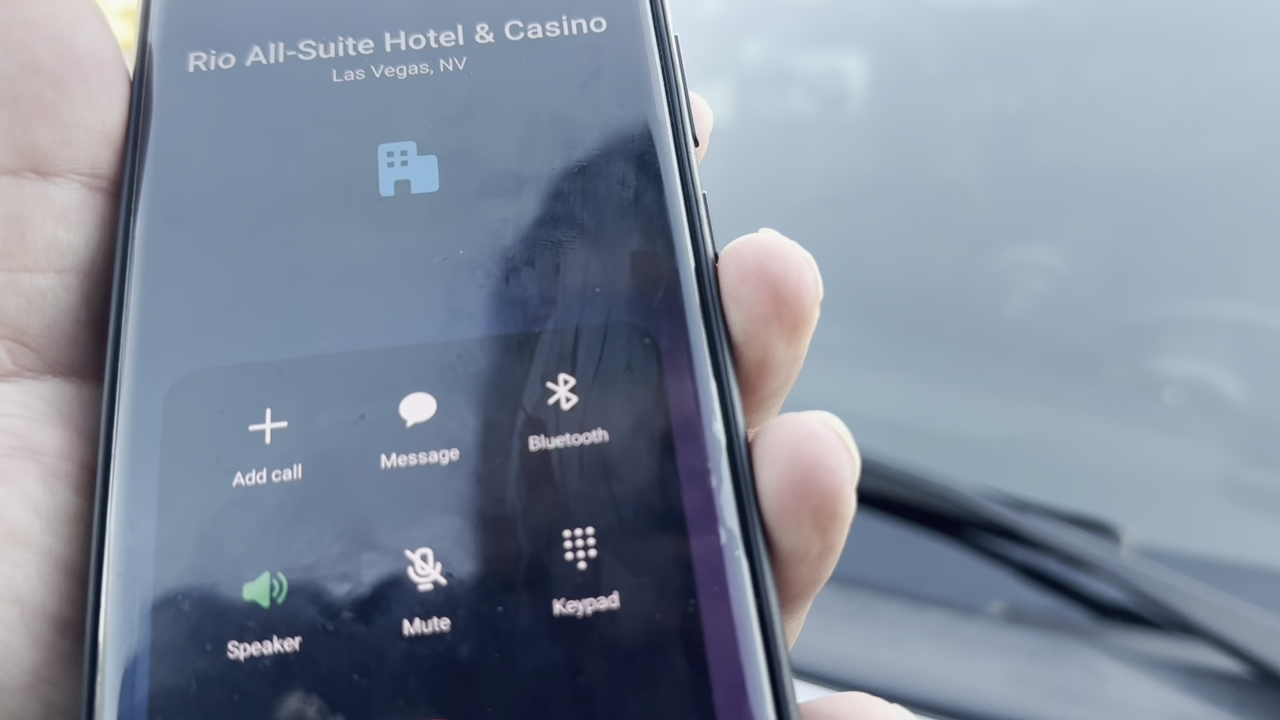 Rio All-Suite Hotel & Casino
Las Vegas, NV
Add call
Message
Bluetooth
Speaker
Mute
Keypad